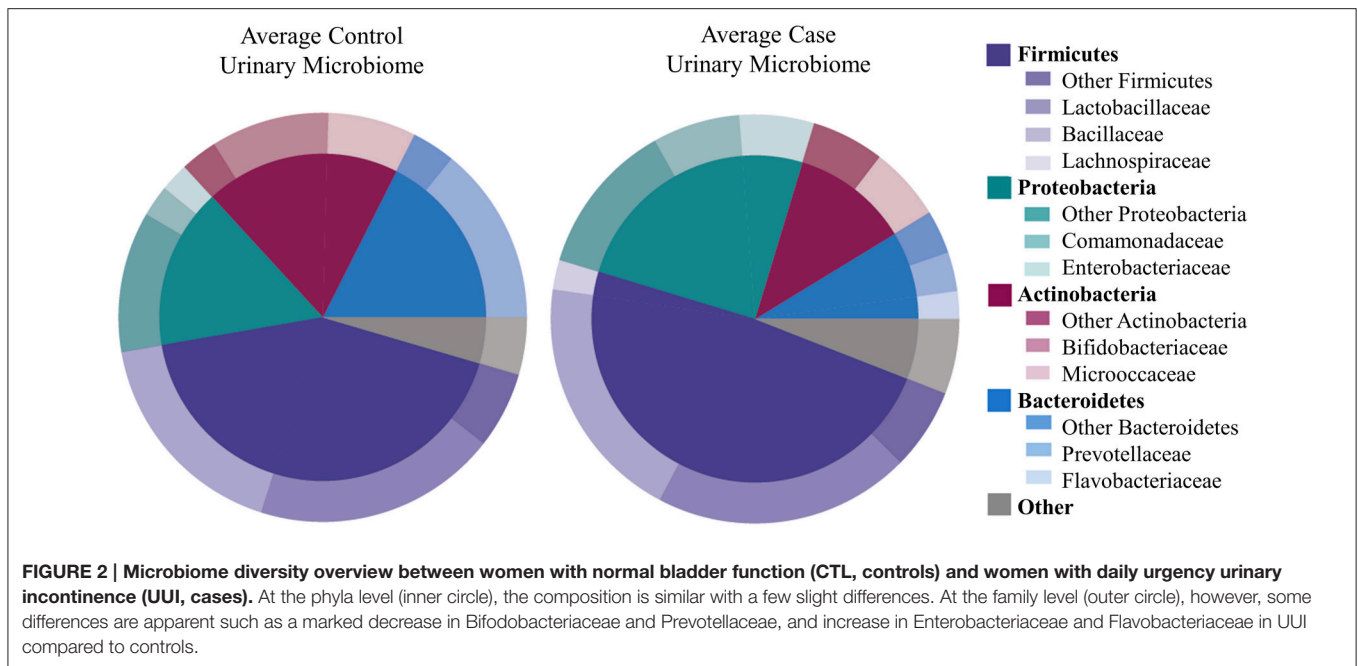 Average Control
Urinary Microbiome
Average Case
Urinary Microbiome
Firmicutes
Other Firmicutes
Lactobacillaceae
Bacillaceae
Lachnospiraceae
Proteobacteria
Other Proteobacteria
Comamonadaceae
Enterobacteriaceae
Actinobacteria
Other Actinobacteria
Bifidobacteriaceae
Microoccaceae
Bacteroidetes
Other Bacteroidetes
Prevotellaceae
Flavobacteriaceae
Other
FIGURE 2 | Microbiome diversity overview between women with normal bladder function (CTL, controls) and women with daily urgency urinary
incontinence (UUI, cases). At the phyla level (inner circle), the composition is similar with a few slight differences. At the family level (outer circle), however, some
differences are apparent such as a marked decrease in Bifodobacteriaceae and Prevotellaceae, and increase in Enterobacteriaceae and Flavobacteriaceae in UUI
compared to controls.